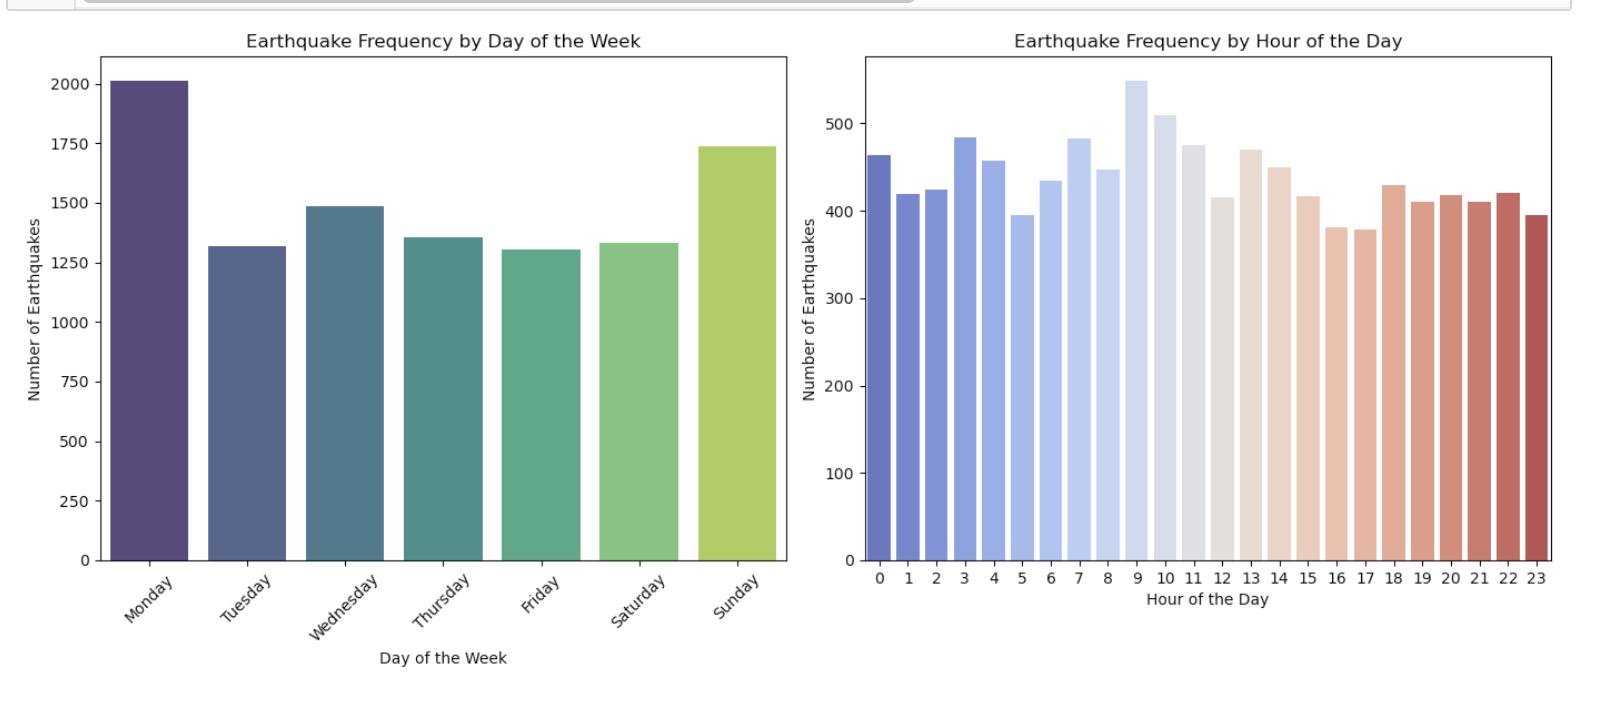 Earthquake Frequency by Day of the Week
Number of Earthquakes
2000
1750
1500
1250
1000
750
500
250
0
Monday
Tuesday
Wednesday
Thursday
Friday
Saturday
Sunday
Day of the Week
Earthquake Frequency by Hour of the Day
Number of Earthquakes
500
400
300
200
100
0
0 1 2 3 4 5 6 7 8 9 10 11 12 13 14 15 16 17 18 19 20 21 22 23
Hour of the Day